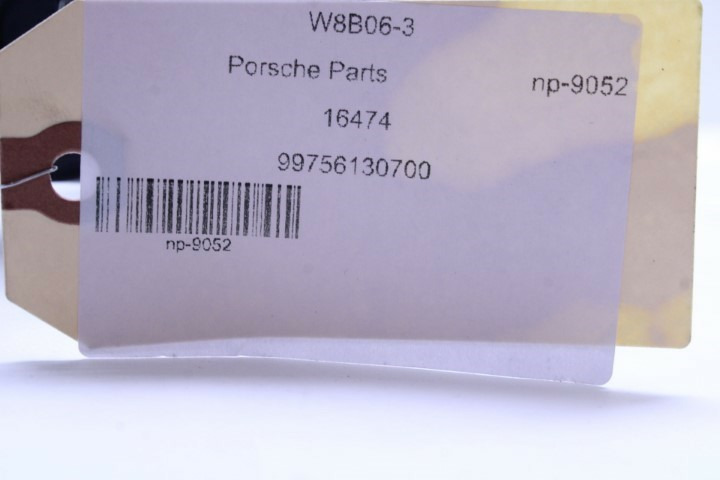 W8B06-3
Porsche Parts
np-9052
16474
99756130700
np-9052